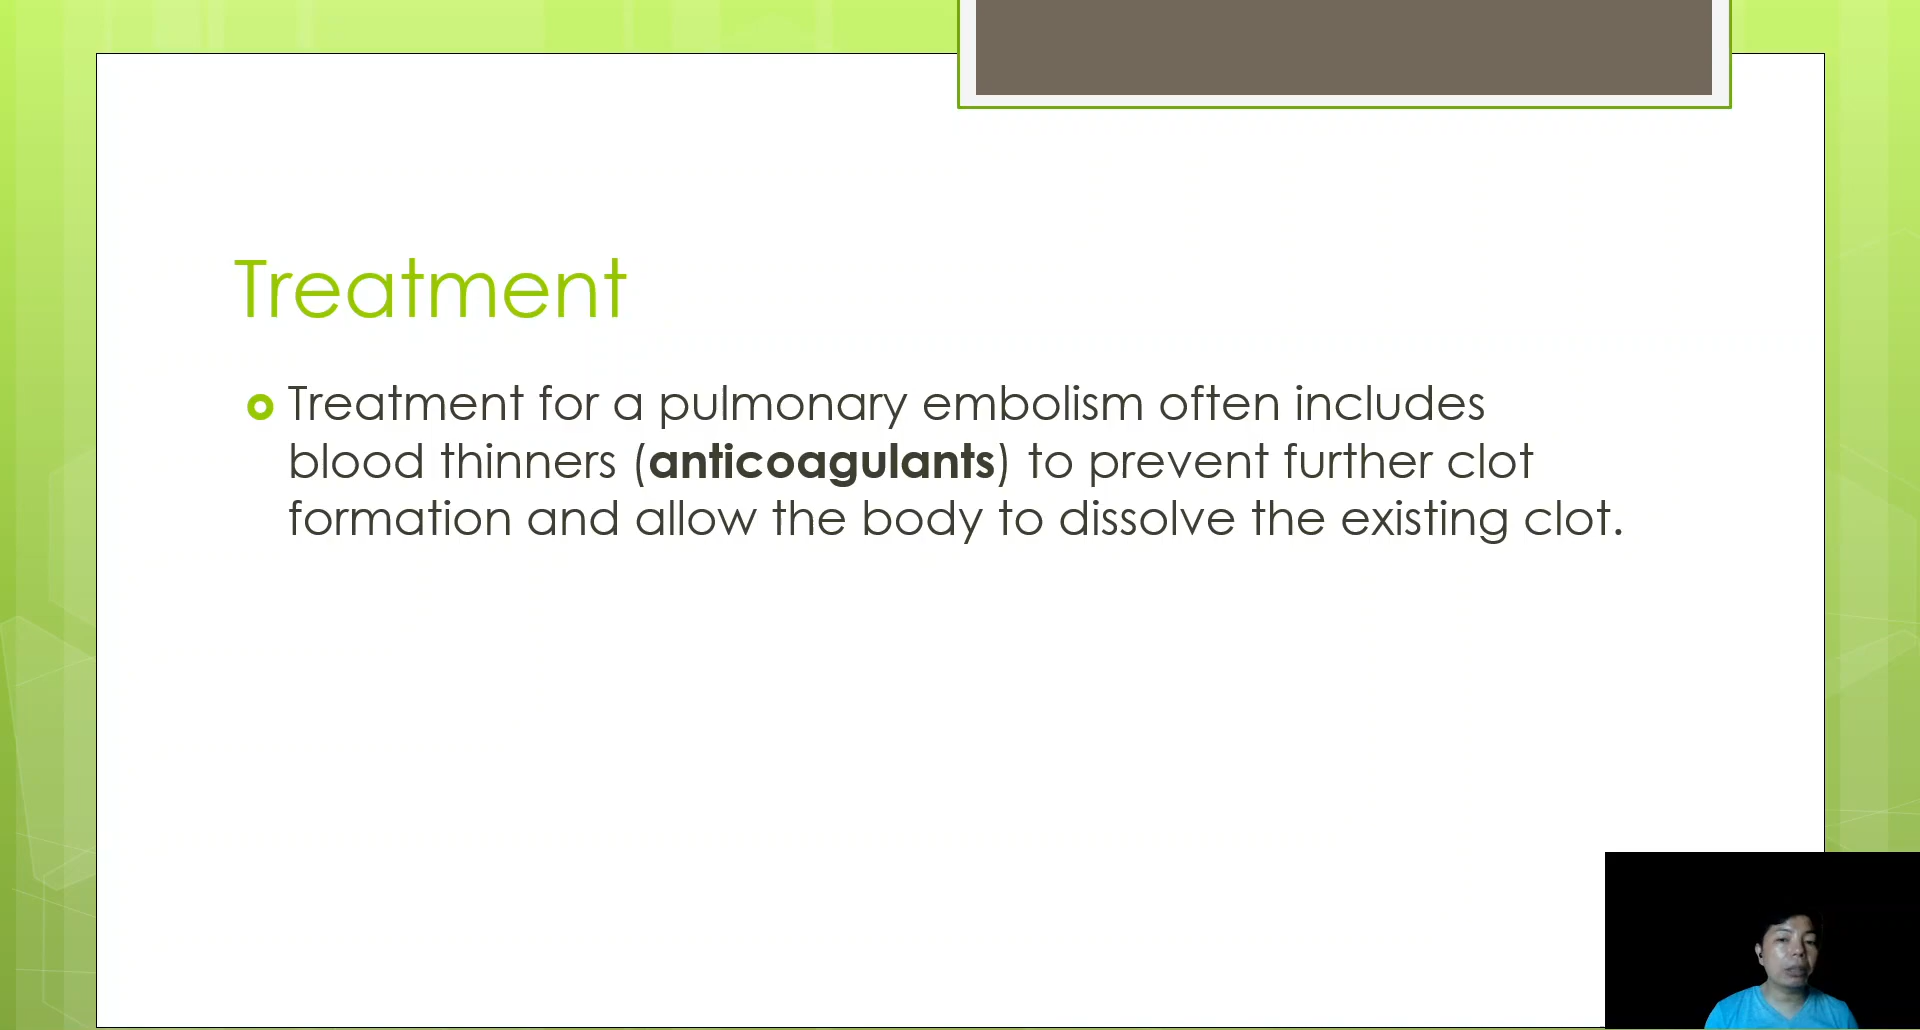 Treatment
Treatment for a pulmonary embolism often includes
blood thinners (anticoagulants) to prevent further clot
formation and allow the body to dissolve the existing clot.